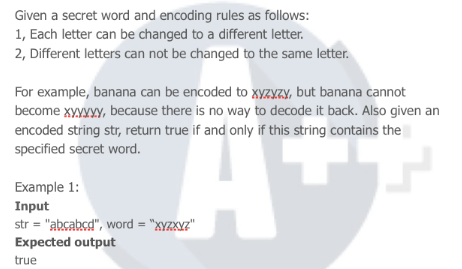 Given a secret word and encoding rules as follows:
1, Each letter can be changed to a different letter.
2, Different letters can not be changed to the same letter.
For example, banana can be encoded to xyzyzy, but banana cannot
become xyyyyy, because there is no way to decode it back. Also given an
encoded string str, return true if and only if this string contains the
specified secret word.
Example 1:
Input
str = "abcabcd", word = "xyzxyz"
Expected output
true
A++